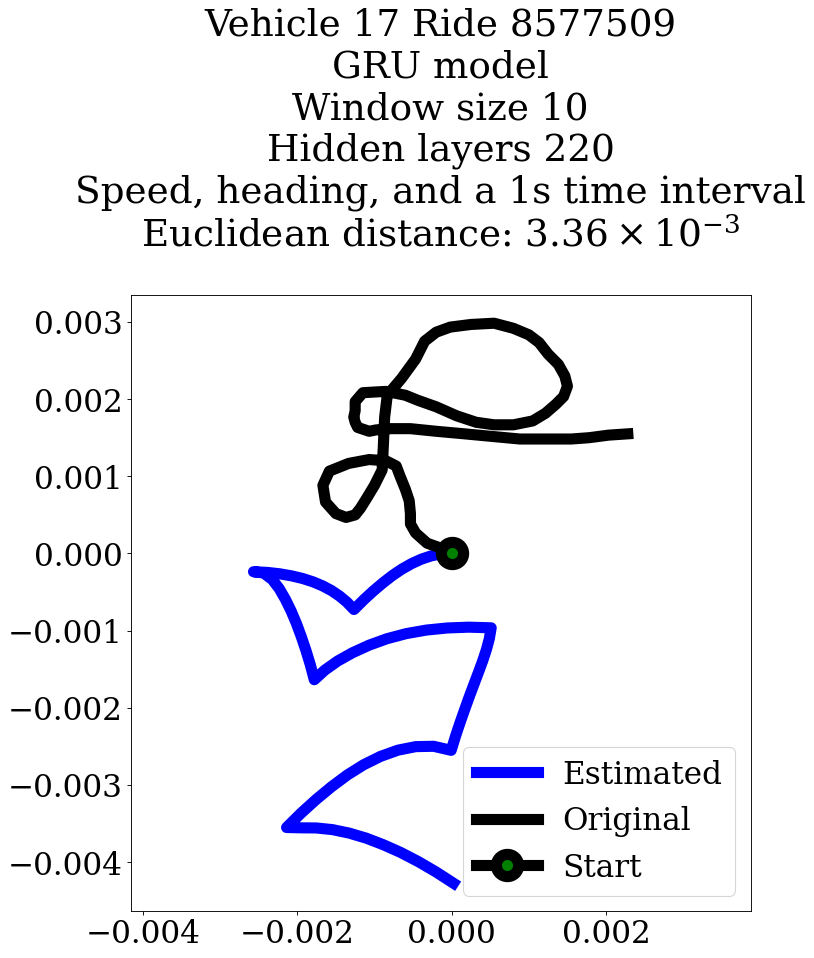 Vehicle 17 Ride 8577509
GRU model
Window size 10
Hidden layers 220
Speed, heading, and a 1s time interval
Euclidean distance: 3.36 × 10⁻³
0.003
0.002
0.001
0.000
−0.001
−0.002
−0.003
−0.004
Estimated
Original
Start
−0.004 −0.002 0.000 0.002